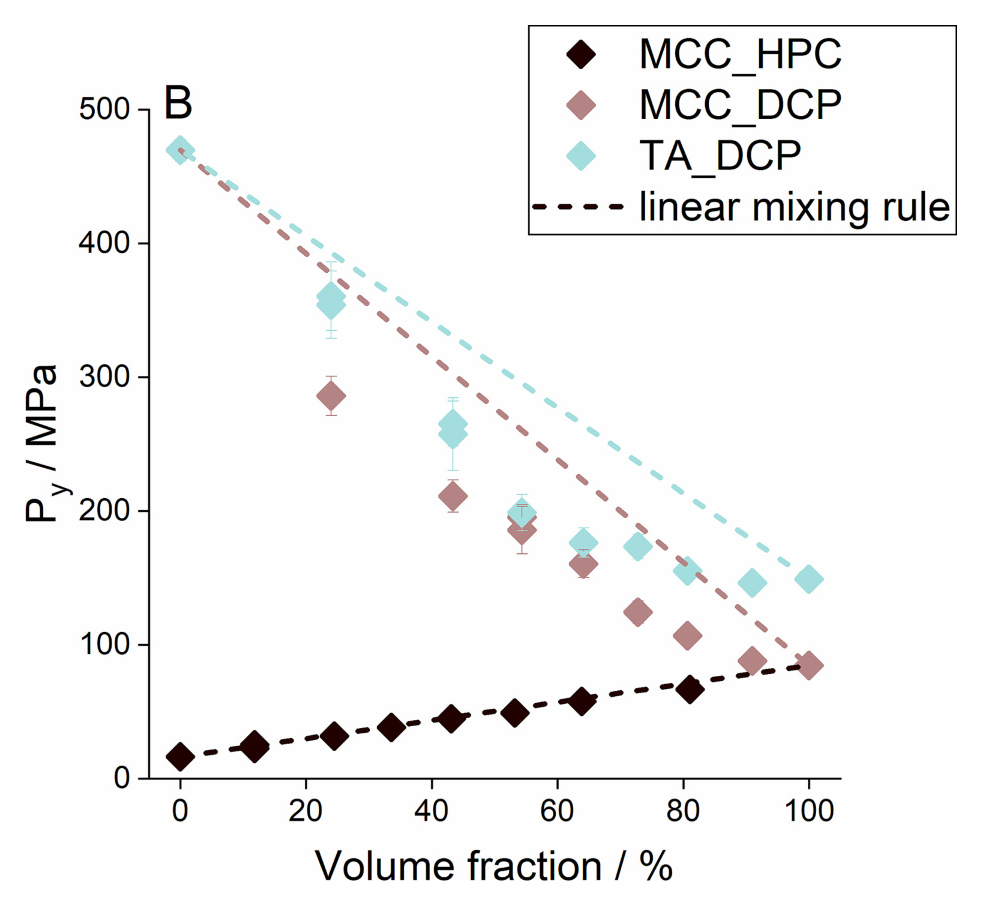 B
MCC_HPC
MCC_DCP
TA_DCP
linear mixing rule
500
400
300
200
100
0
P_y / MPa
0 20 40 60 80 100
Volume fraction / %